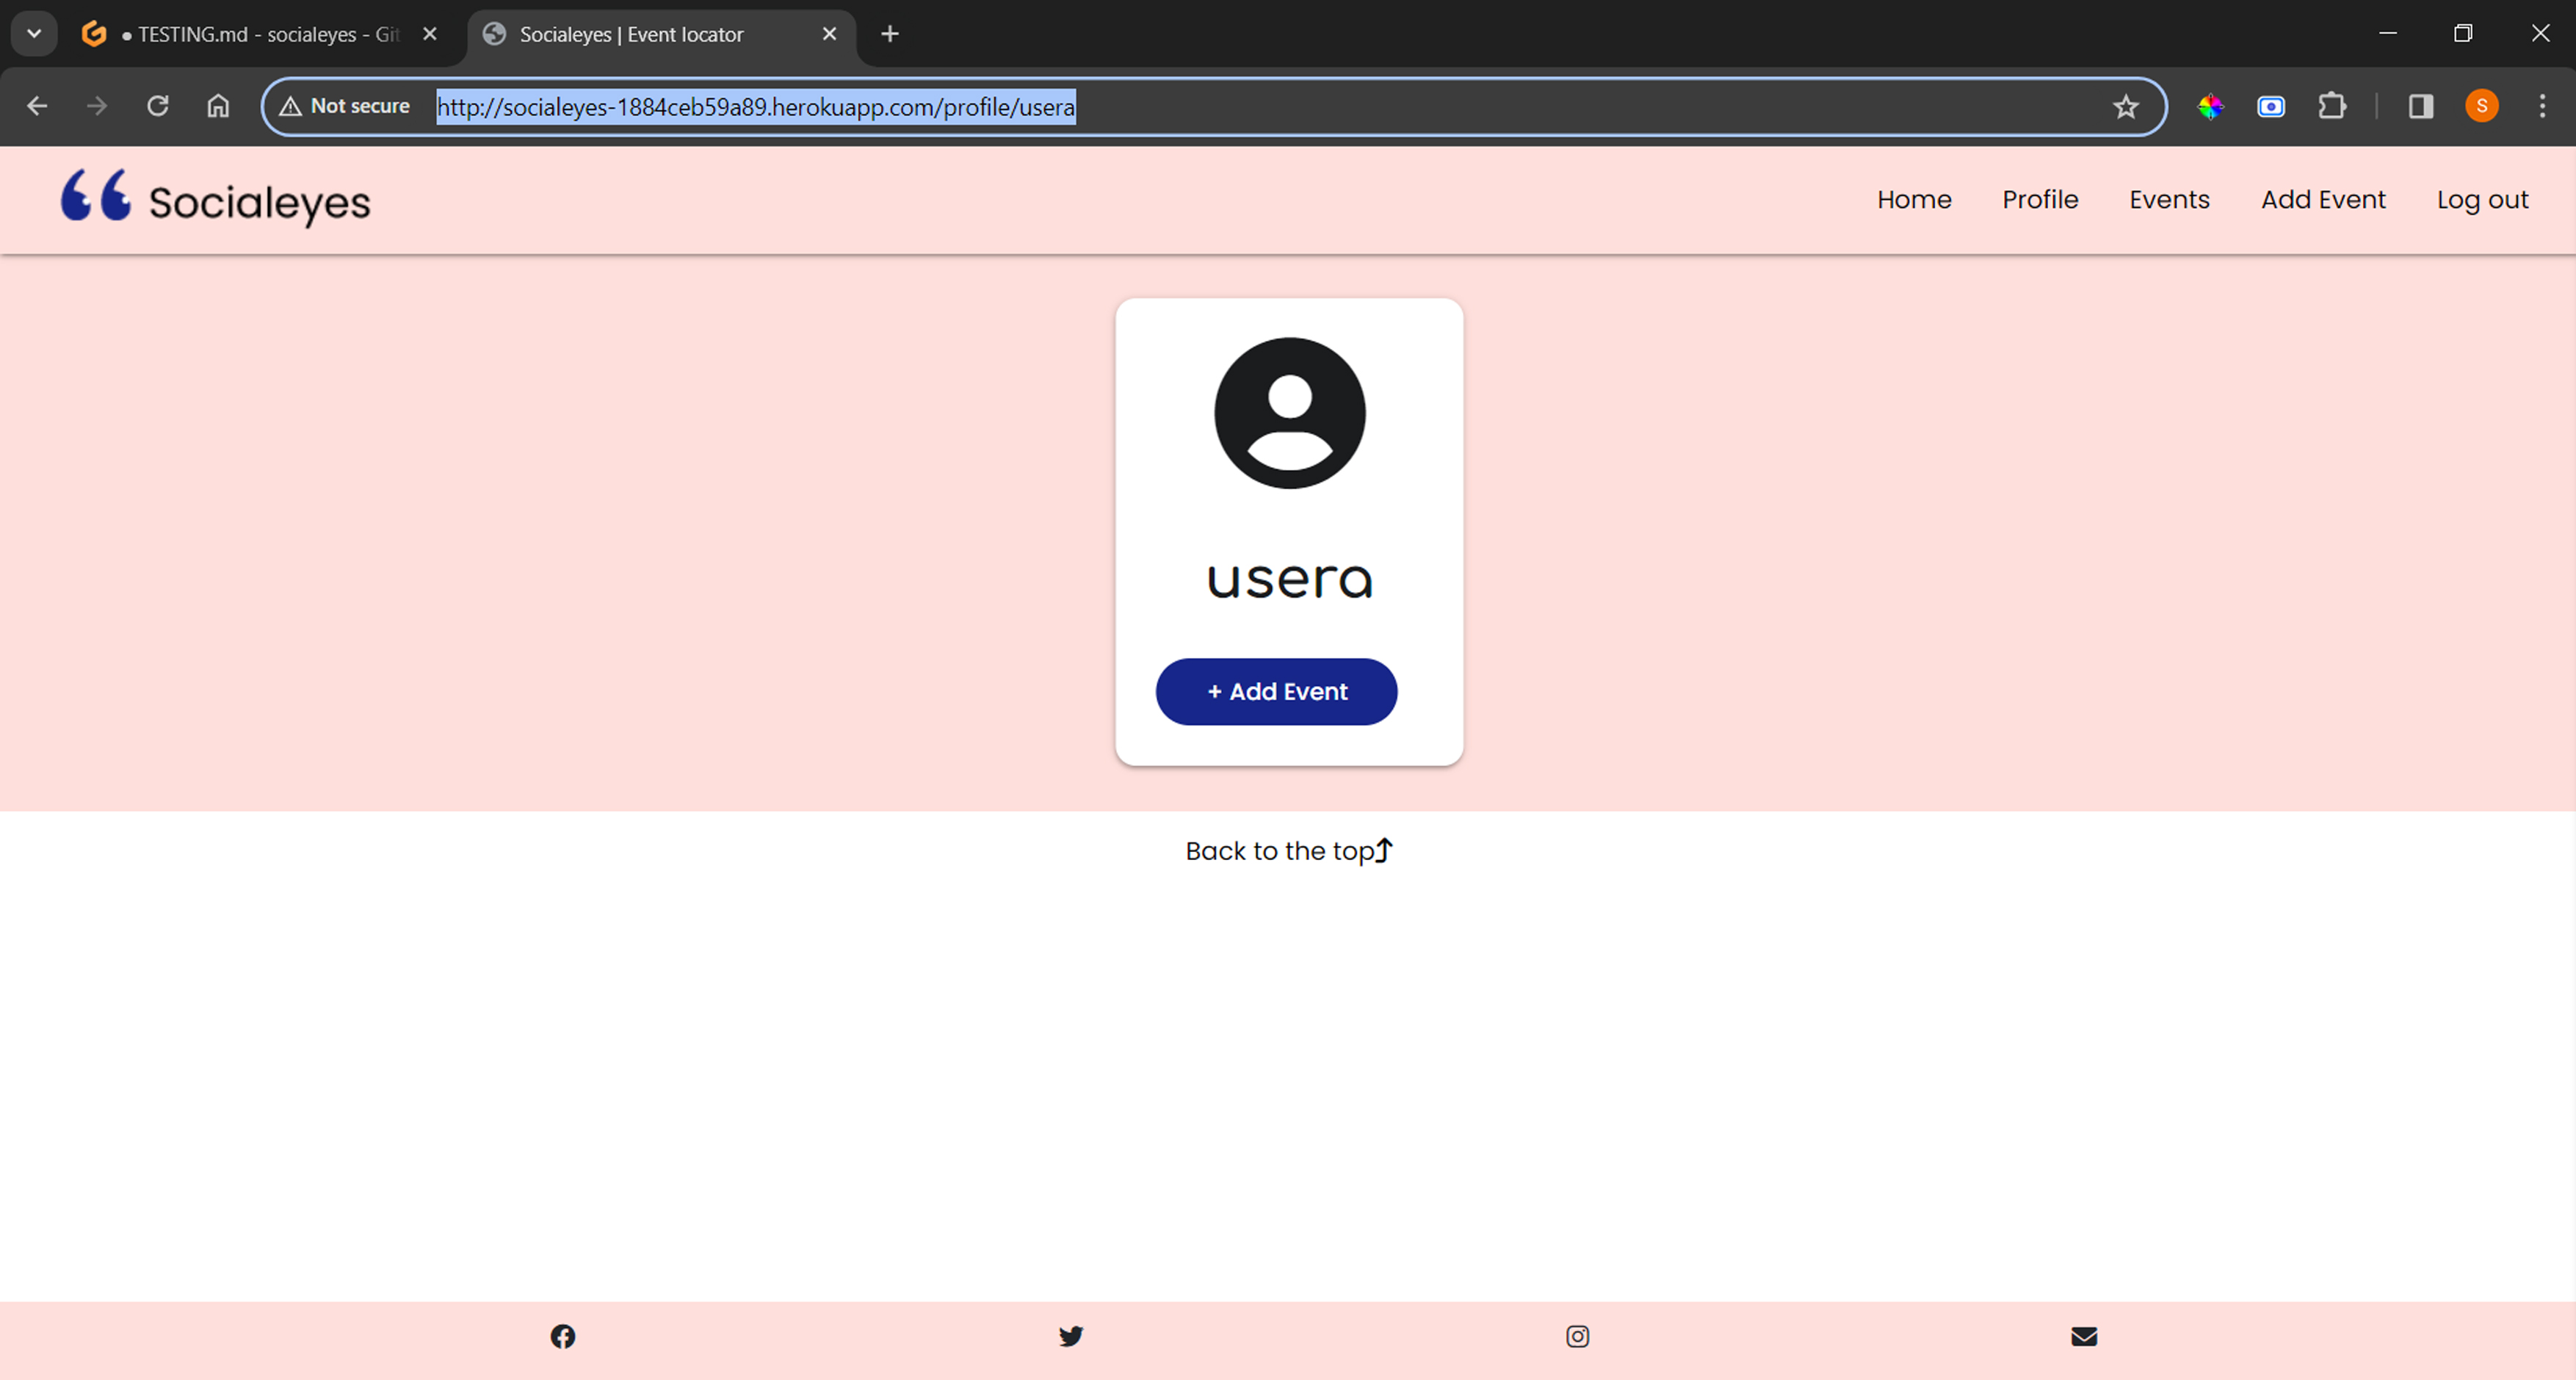 ● TESTING.md - socialeyes - Git
Socialeyes | Event locator
Not secure
http://socialeyes-1884ceb59a89.herokuapp.com/profile/usera
S
Socialeyes
Home
Profile
Events
Add Event
Log out
usera
+ Add Event
Back to the top